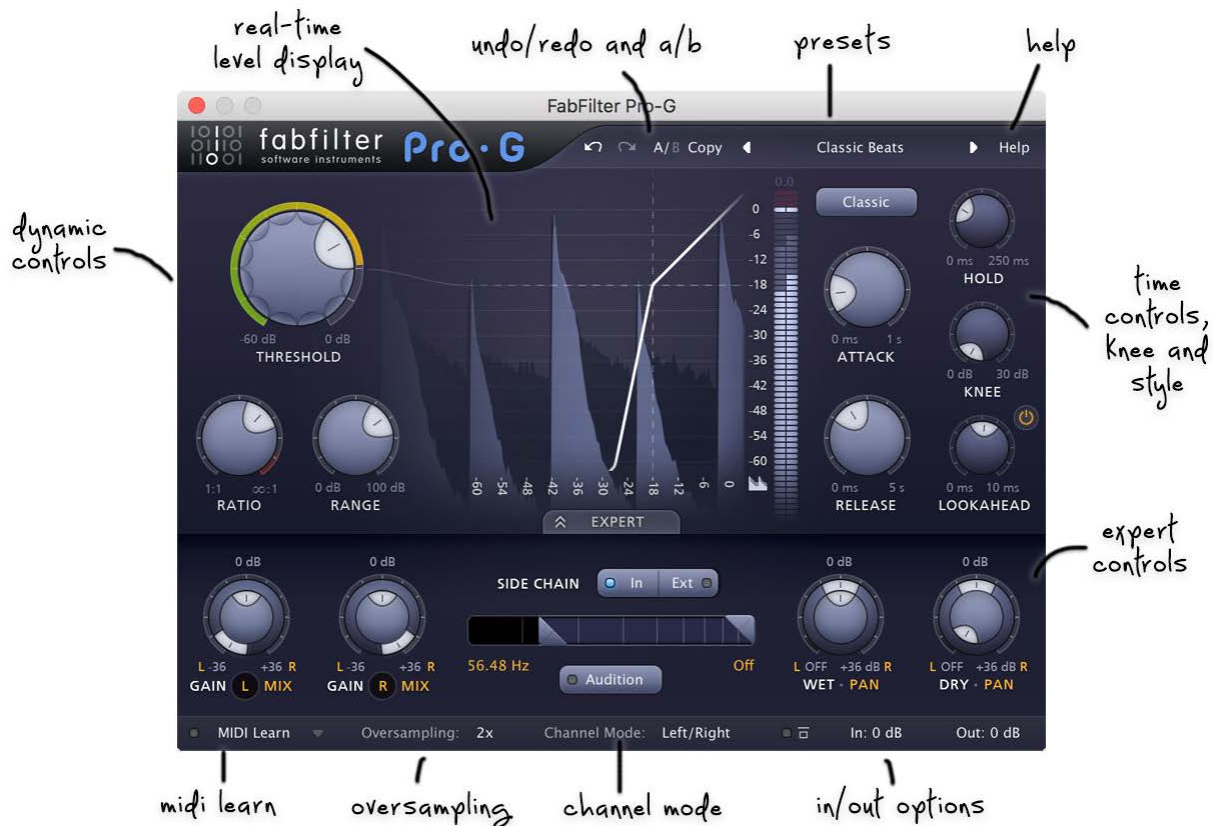 real-time
level display
undo/redo and a/b
presets
help
FabFilter Pro-G
fabfilter
software instruments
Pro·G
A/B Copy
Classic Beats
Help
dynamic
controls
0.0
0
-6
-12
-18
-24
-30
-36
-42
-48
-54
-60
-60 dB 0 dB
THRESHOLD
1:1 ∞:1
RATIO
0 dB 100 dB
RANGE
-60 -54 -48 -42 -36 -30 -24 -18 -12 -6 0
Classic
0 ms 1 s
ATTACK
0 ms 5 s
RELEASE
0 ms 250 ms
HOLD
0 dB 30 dB
KNEE
0 ms 10 ms
LOOKAHEAD
time
controls,
knee and
style
EXPERT
expert
controls
0 dB
L -36 +36 R
GAIN L MIX
0 dB
L -36 +36 R
GAIN R MIX
SIDE CHAIN In Ext
56.48 Hz Off
Audition
0 dB
L OFF +36 dB R
WET · PAN
0 dB
L OFF +36 dB R
DRY · PAN
MIDI Learn Oversampling: 2x Channel Mode: Left/Right In: 0 dB Out: 0 dB
midi learn
oversampling
channel mode
in/out options